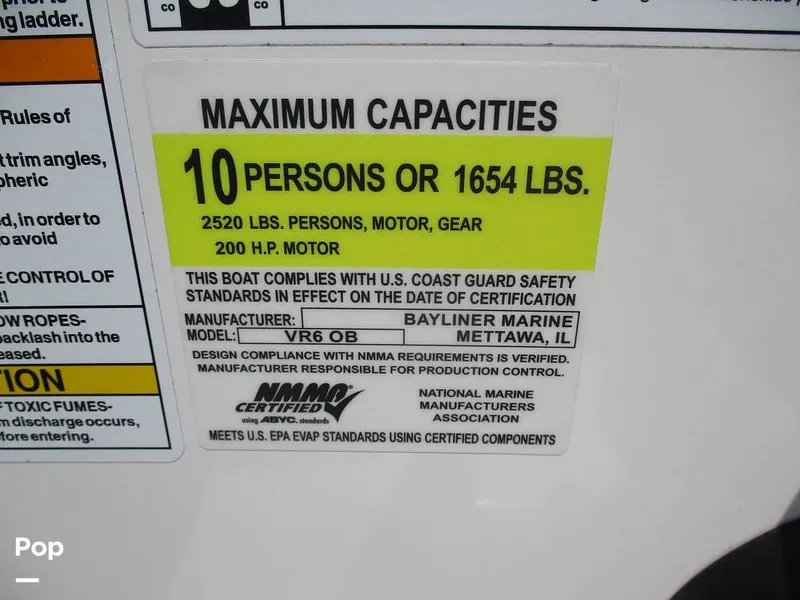 ng ladder.
Rules of
t trim angles,
pheric
d, in order to
o avoid
E CONTROL OF
R!
OW ROPES-
backlash into the
eased.
TION
F TOXIC FUMES-
m discharge occurs,
fore entering.
CO
CO
MAXIMUM CAPACITIES
10 PERSONS OR 1654 LBS.
2520 LBS. PERSONS, MOTOR, GEAR
200 H.P. MOTOR
THIS BOAT COMPLIES WITH U.S. COAST GUARD SAFETY
STANDARDS IN EFFECT ON THE DATE OF CERTIFICATION
MANUFACTURER: BAYLINER MARINE
MODEL: VR6 OB METTAWA, IL
DESIGN COMPLIANCE WITH NMMA REQUIREMENTS IS VERIFIED.
MANUFACTURER RESPONSIBLE FOR PRODUCTION CONTROL.
NMMA®
CERTIFIED
using ABYC. standards
NATIONAL MARINE
MANUFACTURERS
ASSOCIATION
MEETS U.S. EPA EVAP STANDARDS USING CERTIFIED COMPONENTS
Pop